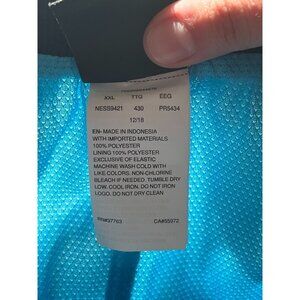 XXL TTG EEG
NESS9421 430 PR5434
12/18
EN- MADE IN INDONESIA
WITH IMPORTED MATERIALS
100% POLYESTER
LINING 100% POLYESTER
EXCLUSIVE OF ELASTIC
MACHINE WASH COLD WITH
LIKE COLORS. NON-CHLORINE
BLEACH IF NEEDED. TUMBLE DRY
LOW. COOL IRON. DO NOT IRON
LOGO. DO NOT DRY CLEAN
CA#55972